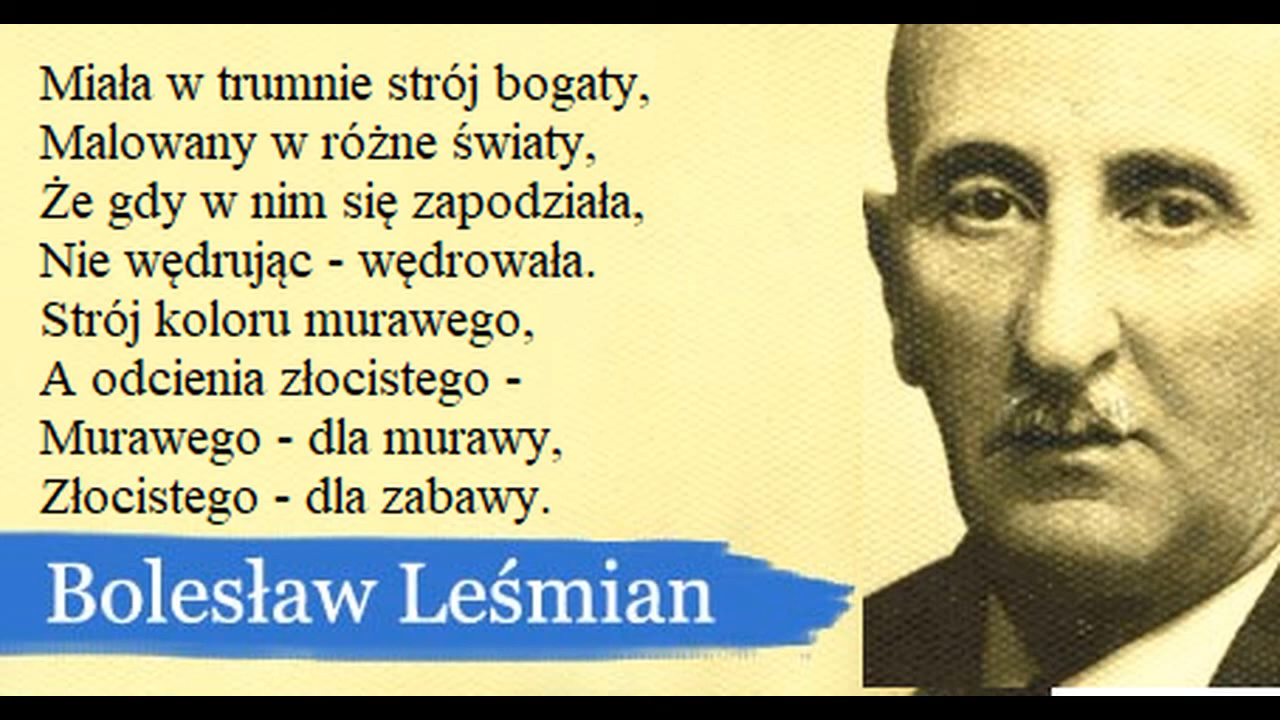 Miała w trumnie strój bogaty,
Malowany w różne światy,
Że gdy w nim się zapodziała,
Nie wędrując - wędrowała.
Strój koloru murawego,
A odcienia złocistego -
Murawego - dla murawy,
Złocistego - dla zabawy.
Bolesław Leśmian